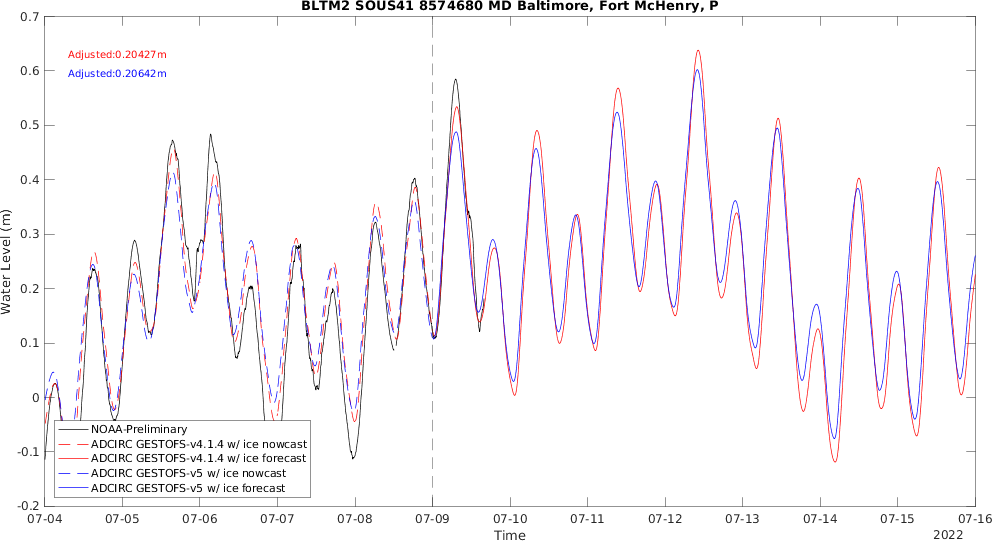 BLTM2 SOUS41 8574680 MD Baltimore, Fort McHenry, P
Adjusted:0.20427m
Adjusted:0.20642m
Water Level (m)
0.7
0.6
0.5
0.4
0.3
0.2
0.1
0
-0.1
-0.2
NOAA-Preliminary
ADCIRC GESTOFS-v4.1.4 w/ ice nowcast
ADCIRC GESTOFS-v4.1.4 w/ ice forecast
ADCIRC GESTOFS-v5 w/ ice nowcast
ADCIRC GESTOFS-v5 w/ ice forecast
07-04 07-05 07-06 07-07 07-08 07-09 07-10 07-11 07-12 07-13 07-14 07-15 07-16
Time
2022